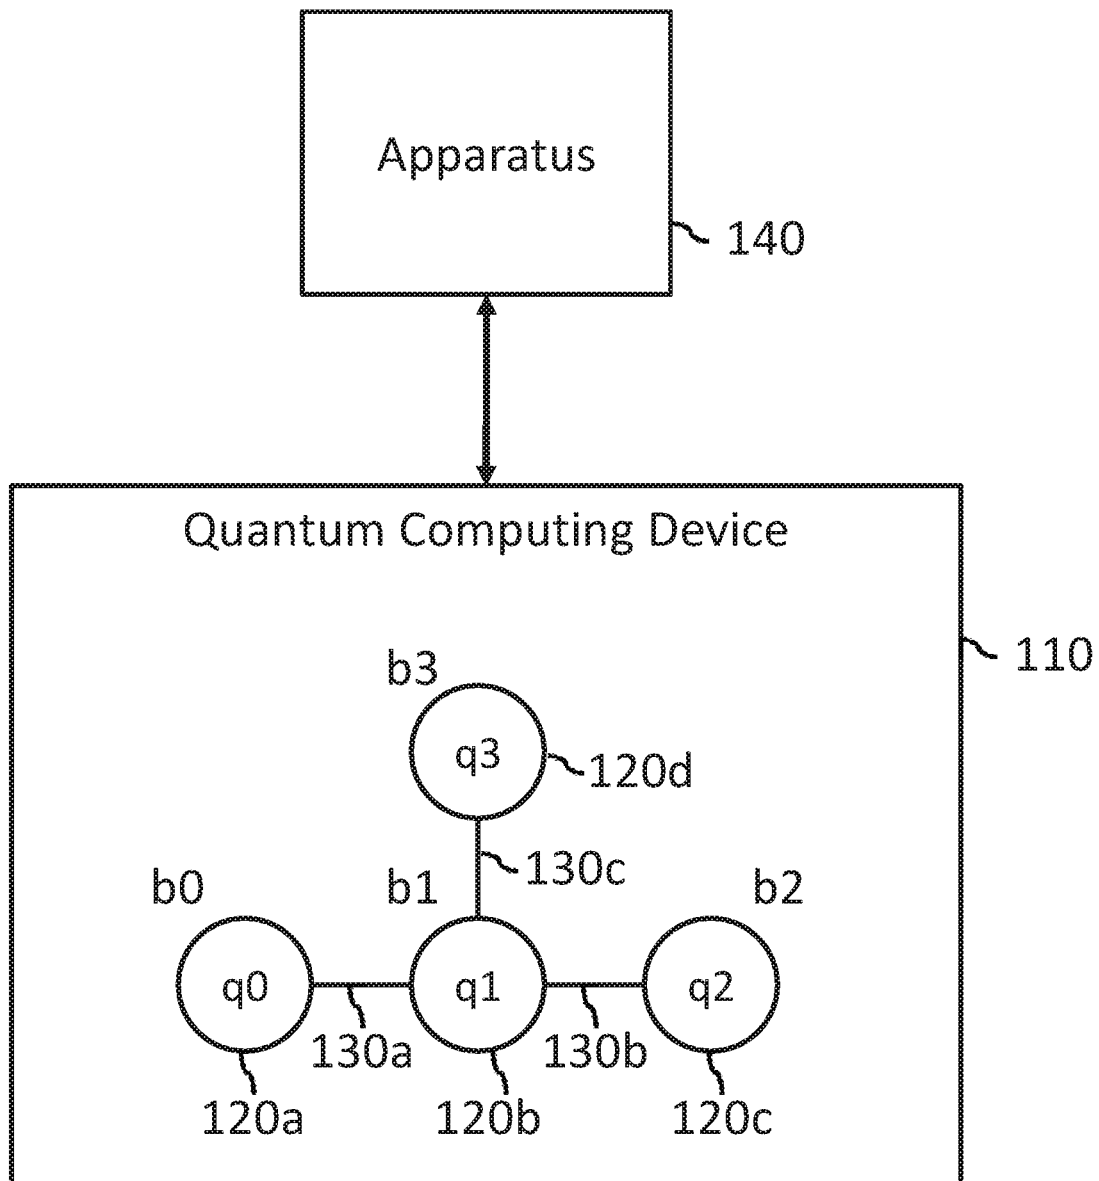 Apparatus
140
Quantum Computing Device
110
b3
q3
120d
130c
b0 b1 b2
q0 q1 q2
130a 130b
120a 120b 120c